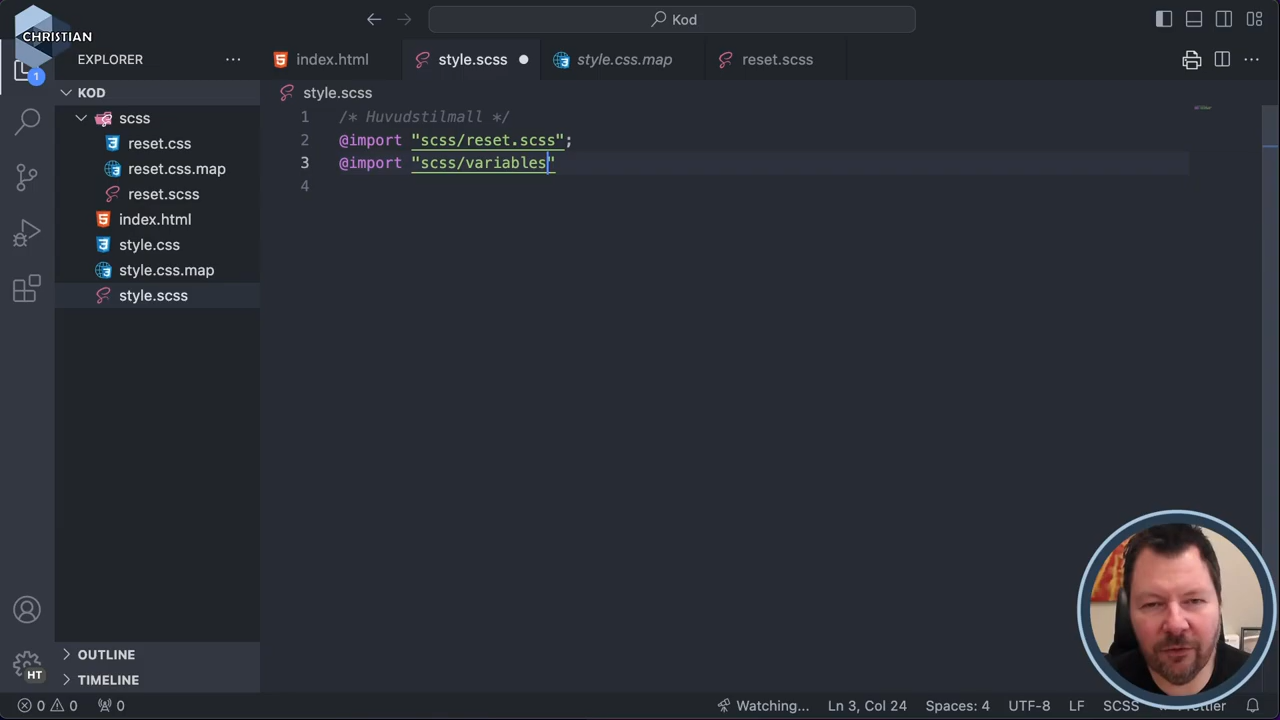 CHRISTIAN
Kod
EXPLORER
index.html
style.scss
style.css.map
reset.scss
1
KOD
style.scss
scss
reset.css
reset.css.map
reset.scss
index.html
style.css
style.css.map
style.scss
1 /* Huvudstilmall */
2 @import "scss/reset.scss";
3 @import "scss/variables"
4
OUTLINE
TIMELINE
HT
0 0 0
Watching...
Ln 3, Col 24
Spaces: 4
UTF-8
LF
SCSS
Prettier